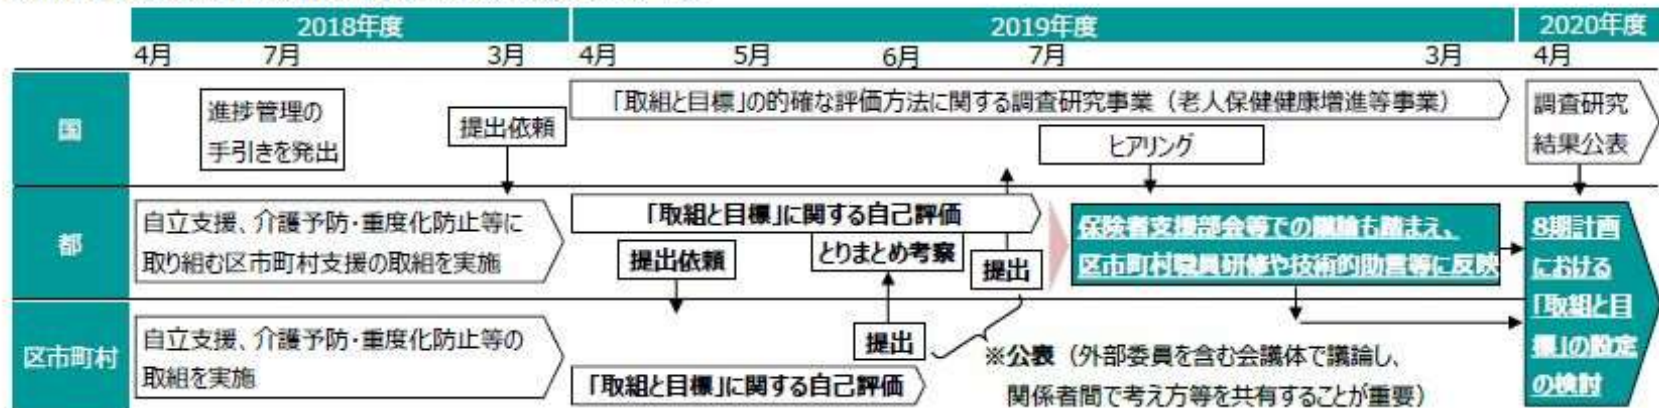 2018年度 2019年度 2020年度
4月 7月 3月 4月 5月 6月 7月 3月 4月
国
進捗管理の
手引きを発出
提出依頼
「取組と目標」の的確な評価方法に関する調査研究事業（老人保健健康増進等事業）
ヒアリング
調査研究
結果公表
都
自立支援、介護予防・重度化防止等に
取り組む区市町村支援の取組を実施
「取組と目標」に関する自己評価
提出依頼
とりまとめ考察
提出
保険者支援部会等での議論も踏まえ、
区市町村職員研修や技術的助言等に反映
8期計画
における
「取組と目
標」の設定
の検討
区市町村
自立支援、介護予防・重度化防止等の
取組を実施
「取組と目標」に関する自己評価
提出
※公表（外部委員を含む会議体で議論し、
関係者間で考え方等を共有することが重要）